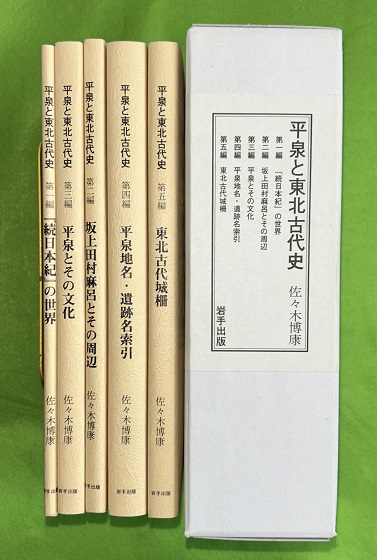 平泉と東北古代史 佐々木博康
第一編 「続日本紀」の世界
第二編 坂上田村麻呂とその周辺
第三編 平泉とその文化
第四編 平泉地名・遺跡名索引
第五編 東北古代城柵
岩手出版
平泉と東北古代史 第五編 東北古代城柵 佐々木博康 岩手出版
平泉と東北古代史 第四編 平泉地名・遺跡名索引 佐々木博康 岩手出版
平泉と東北古代史 第二編 坂上田村麻呂とその周辺 佐々木博康 岩手出版
平泉と東北古代史 第三編 平泉とその文化 佐々木博康 岩手出版
平泉と東北古代史 第一編 「続日本紀」の世界 佐々木博康 岩手出版